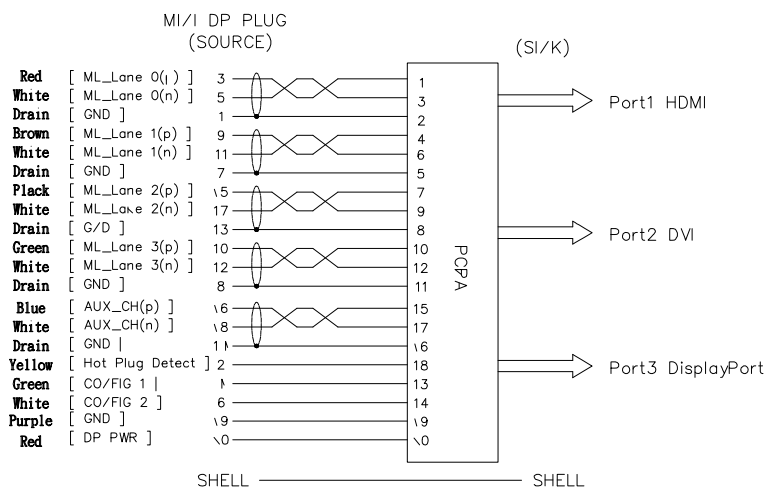 MI/I DP PLUG
(SOURCE)
(SI/K)
Red [ ML_Lane 0(ı) ] 3 1
White [ ML_Lane 0(n) ] 5 3
Drain [ GND ] 1 2
Brown [ ML_Lane 1(p) ] 9 4
White [ ML_Lane 1(n) ] 11 6
Drain [ GND ] 7 5
Plack [ ML_Lane 2(p) ] \5 7
White [ ML_Lane 2(n) ] 17 9
Drain [ G/D ] 13 8
Green [ ML_Lane 3(p) ] 10 10
White [ ML_Lane 3(n) ] 12 12
Drain [ GND ] 8 11
Blue [ AUX_CH(p) ] \6 15
White [ AUX_CH(n) ] \8 17
Drain [ GND | 1 \6
Yellow [ Hot Plug Detect ] 2 18
Green [ CO/FIG 1 | 13
White [ CO/FIG 2 ] 6 14
Purple [ GND ] \9 \9
Red [ DP PWR ] \0 \0
PCPA
Port1 HDMI
Port2 DVI
Port3 DisplayPort
SHELL SHELL